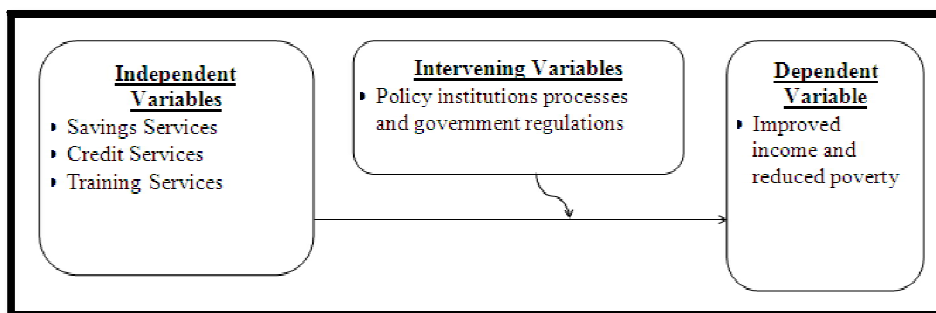 Independent
Variables
• Savings Services
• Credit Services
• Training Services
Intervening Variables
• Policy institutions processes
and government regulations
Dependent
Variable
• Improved
income and
reduced poverty